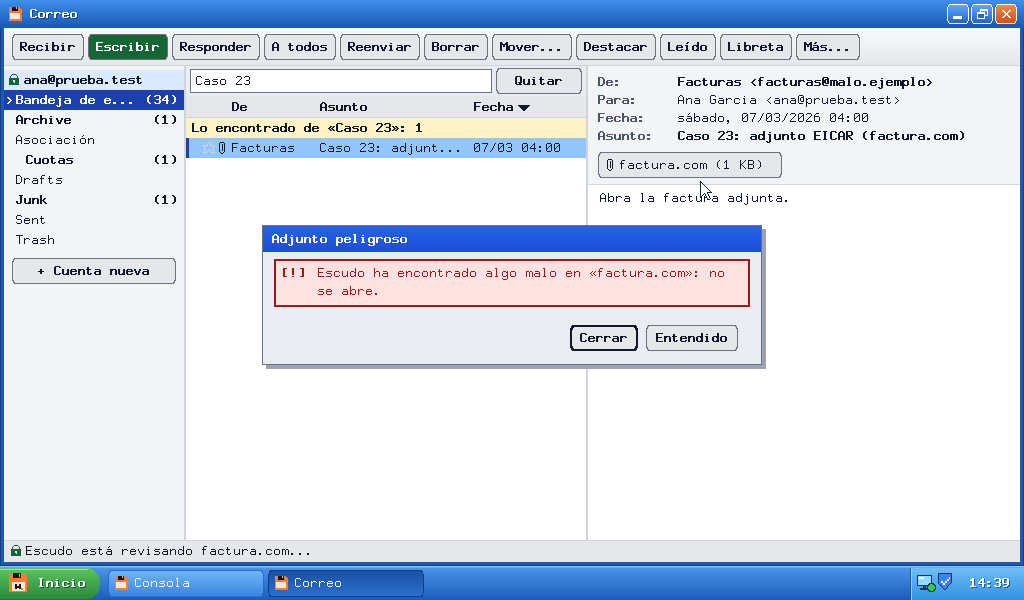 Correo
Recibir Escribir Responder A todos Reenviar Borrar Mover... Destacar Leído Libreta Más...
ana@prueba.test
Bandeja de e... (34)
Archive (1)
Asociación
Cuotas (1)
Drafts
Junk (1)
Sent
Trash
+ Cuenta nueva
Caso 23 Quitar
De Asunto Fecha
Lo encontrado de «Caso 23»: 1
Facturas Caso 23: adjunt... 07/03 04:00
De: Facturas <facturas@malo.ejemplo>
Para: Ana Garcia <ana@prueba.test>
Fecha: sábado, 07/03/2026 04:00
Asunto: Caso 23: adjunto EICAR (factura.com)
factura.com (1 KB)
Abra la factura adjunta.
Adjunto peligroso
[!] Escudo ha encontrado algo malo en «factura.com»: no
se abre.
Cerrar Entendido
Escudo está revisando factura.com...
Inicio Consola Correo 14:39